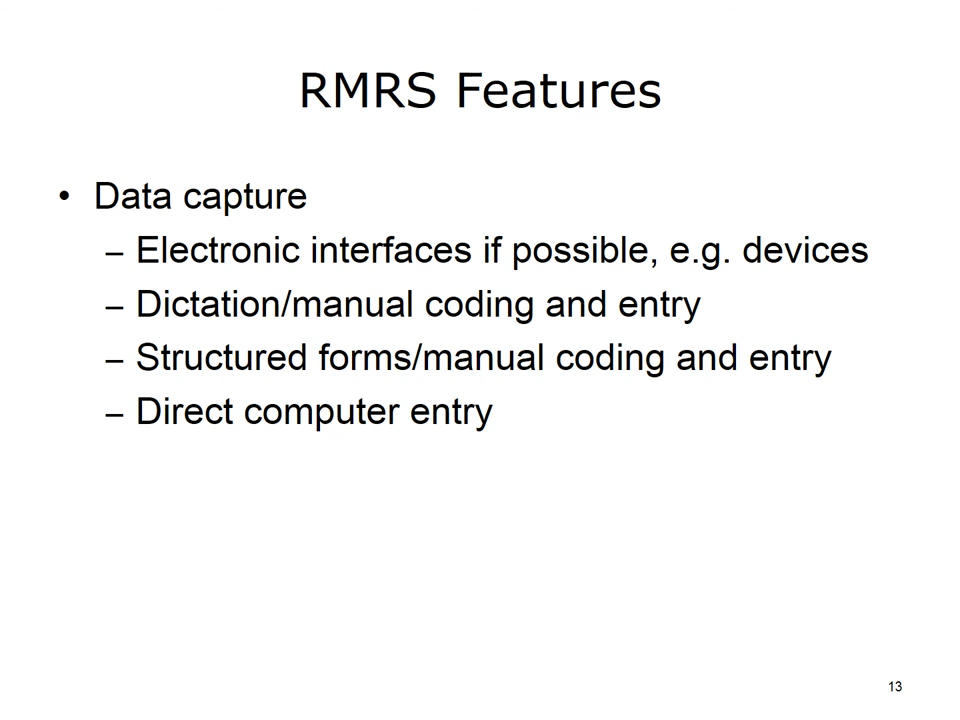 RMRS Features
• Data capture
– Electronic interfaces if possible, e.g. devices
– Dictation/manual coding and entry
– Structured forms/manual coding and entry
– Direct computer entry
13